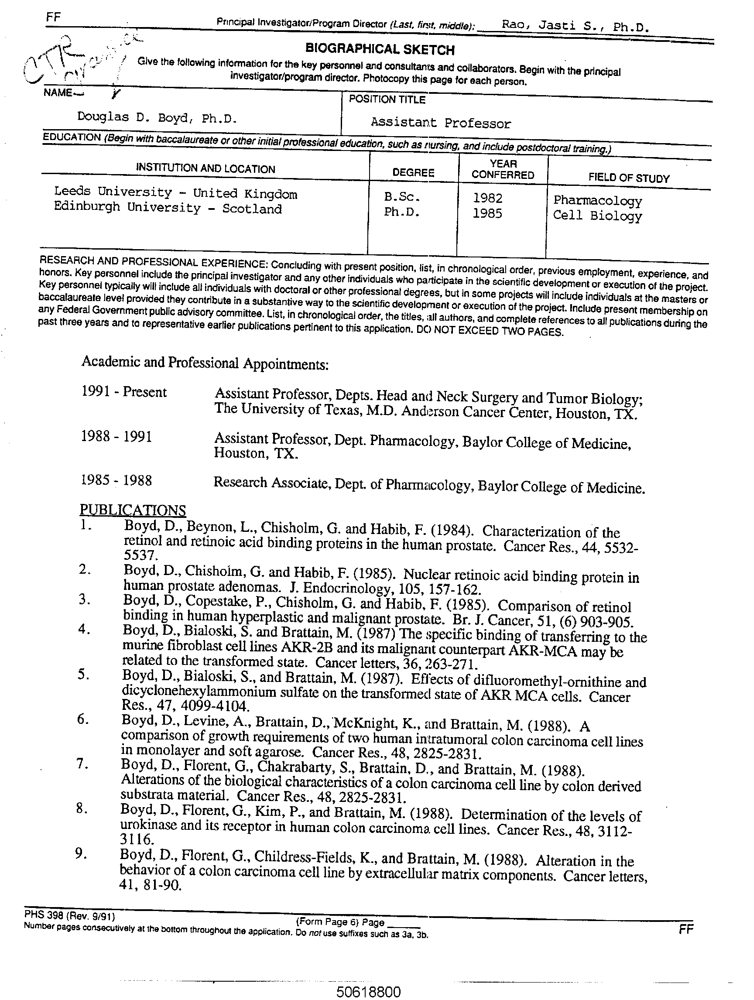 FF
Principal Investigator/Program Director (Last, first, middle): Rao, Jasti S., Ph.D.
CTR
BIOGRAPHICAL SKETCH
Give the following information for the key personnel and consultants and collaborators. Begin with the principal
investigator/program director. Photocopy this page for each person.
NAME
POSITION TITLE
Douglas D. Boyd, Ph.D.
Assistant Professor
EDUCATION (Begin with baccalaureate or other initial professional education, such as nursing, and include postdoctoral training.)
INSTITUTION AND LOCATION
DEGREE
YEAR
CONFERRED
FIELD OF STUDY
Leeds University - United Kingdom B.Sc. 1982 Pharmacology
Edinburgh University - Scotland Ph.D. 1985 Cell Biology
RESEARCH AND PROFESSIONAL EXPERIENCE: Concluding with present position, list, in chronological order, previous employment, experience, and
honors. Key personnel include the principal investigator and any other individuals who participate in the scientific development or execution of the project.
Key personnel typically will include all individuals with doctoral or other professional degrees, but in some projects will include individuals at the masters or
baccalaureate level provided they contribute in a substantive way to the scientific development or execution of the project. Include present membership on
any Federal Government public advisory committee. List, in chronological order, the titles, all authors, and complete references to all publications during the
past three years and to representative earlier publications pertinent to this application. DO NOT EXCEED TWO PAGES.
Academic and Professional Appointments:
1991 - Present Assistant Professor, Depts. Head and Neck Surgery and Tumor Biology;
The University of Texas, M.D. Anderson Cancer Center, Houston, TX.
1988 - 1991 Assistant Professor, Dept. Pharmacology, Baylor College of Medicine,
Houston, TX.
1985 - 1988 Research Associate, Dept. of Pharmacology, Baylor College of Medicine.
PUBLICATIONS
1. Boyd, D., Beynon, L., Chisholm, G. and Habib, F. (1984). Characterization of the
retinol and retinoic acid binding proteins in the human prostate. Cancer Res., 44, 5532-
5537.
2. Boyd, D., Chisholm, G. and Habib, F. (1985). Nuclear retinoic acid binding protein in
human prostate adenomas. J. Endocrinology, 105, 157-162.
3. Boyd, D., Copestake, P., Chisholm, G. and Habib, F. (1985). Comparison of retinol
binding in human hyperplastic and malignant prostate. Br. J. Cancer, 51, (6) 903-905.
4. Boyd, D., Bialoski, S. and Brattain, M. (1987) The specific binding of transferring to the
murine fibroblast cell lines AKR-2B and its malignant counterpart AKR-MCA may be
related to the transformed state. Cancer letters, 36, 263-271.
5. Boyd, D., Bialoski, S., and Brattain, M. (1987). Effects of difluoromethyl-ornithine and
dicyclonehexylammonium sulfate on the transformed state of AKR MCA cells. Cancer
Res., 47, 4099-4104.
6. Boyd, D., Levine, A., Brattain, D., McKnight, K., and Brattain, M. (1988). A
comparison of growth requirements of two human intratumoral colon carcinoma cell lines
in monolayer and soft agarose. Cancer Res., 48, 2825-2831.
7. Boyd, D., Florent, G., Chakrabarty, S., Brattain, D., and Brattain, M. (1988).
Alterations of the biological characteristics of a colon carcinoma cell line by colon derived
substrata material. Cancer Res., 48, 2825-2831.
8. Boyd, D., Florent, G., Kim, P., and Brattain, M. (1988). Determination of the levels of
urokinase and its receptor in human colon carcinoma cell lines. Cancer Res., 48, 3112-
3116.
9. Boyd, D., Florent, G., Childress-Fields, K., and Brattain, M. (1988). Alteration in the
behavior of a colon carcinoma cell line by extracellular matrix components. Cancer letters,
41, 81-90.
PHS 398 (Rev. 9/91) (Form Page 6) Page
Number pages consecutively at the bottom throughout the application. Do not use suffixes such as 3a, 3b.
FF
50618800